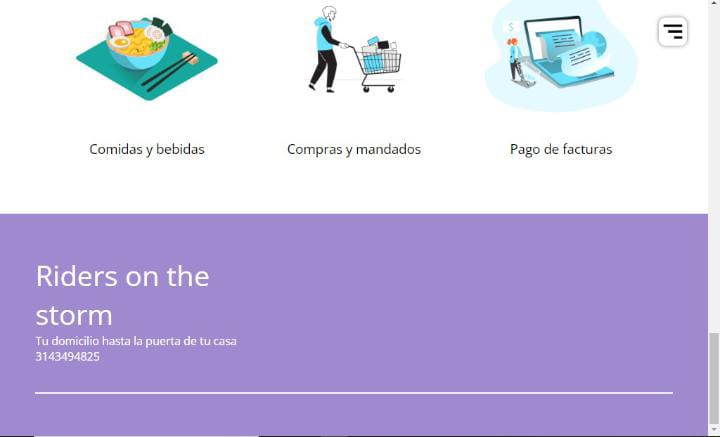 Comidas y bebidas
Compras y mandados
Pago de facturas
Riders on the
storm
Tu domicilio hasta la puerta de tu casa
3143494825